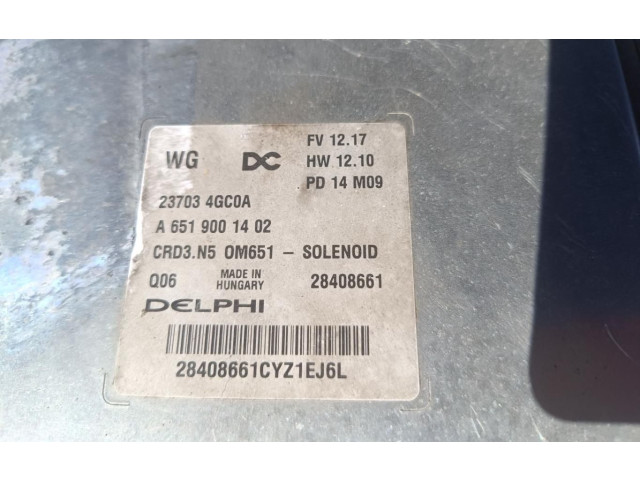 FV 12.17
WG DC HW 12.10
PD 14 M09
23703 4GC0A
A 651 900 14 02
CRD3.N5 OM651 – SOLENOID
Q06 MADE IN HUNGARY 28408661
DELPHI
28408661CYZ1EJ6L